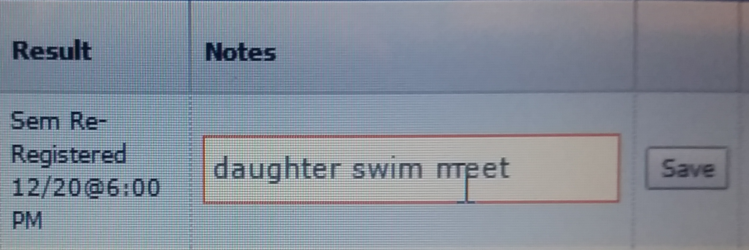 Result Notes
Sem Re-
Registered
12/20@6:00
PM
daughter swim meet
Save